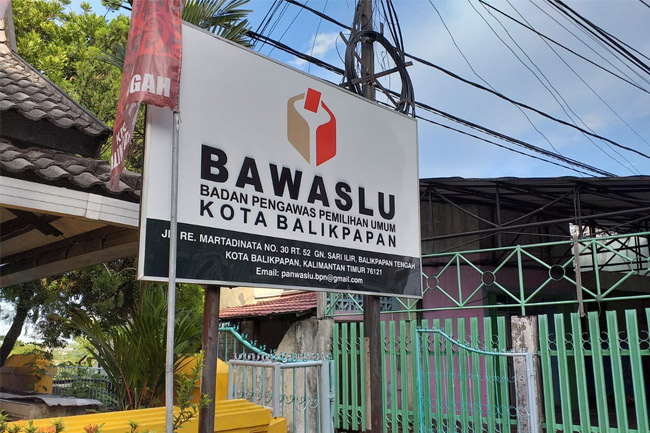 GAH
BAWASLU
BADAN PENGAWAS PEMILIHAN UMUM
KOTA BALIKPAPAN
JL. RE. MARTADINATA NO. 30 RT. 52 GN. SARI ILIR, BALIKPAPAN TENGAH
KOTA BALIKPAPAN, KALIMANTAN TIMUR 76121
Email: panwaslu.bpn@gmail.com